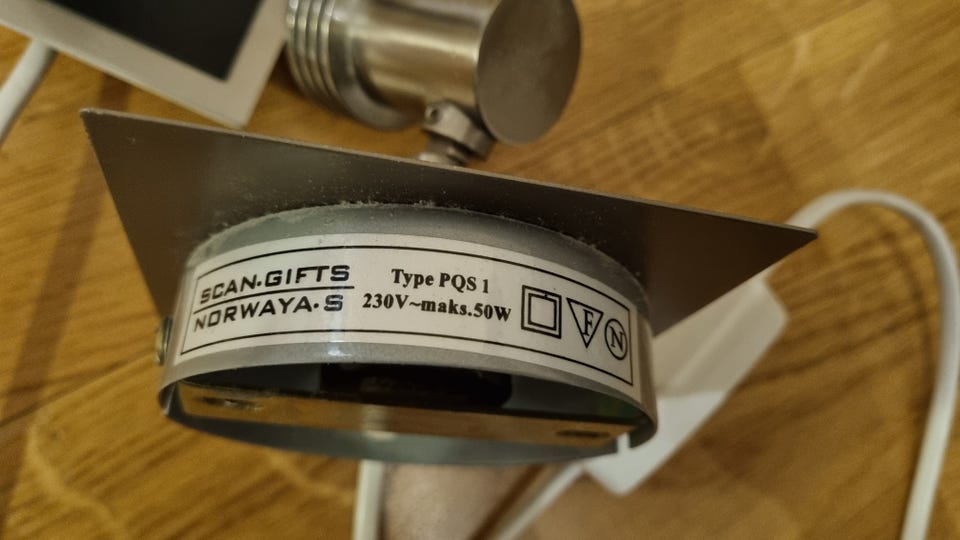 SCAN•GIFTS
NORWAYA•S
Type PQS 1
230V~maks.50W
F
N